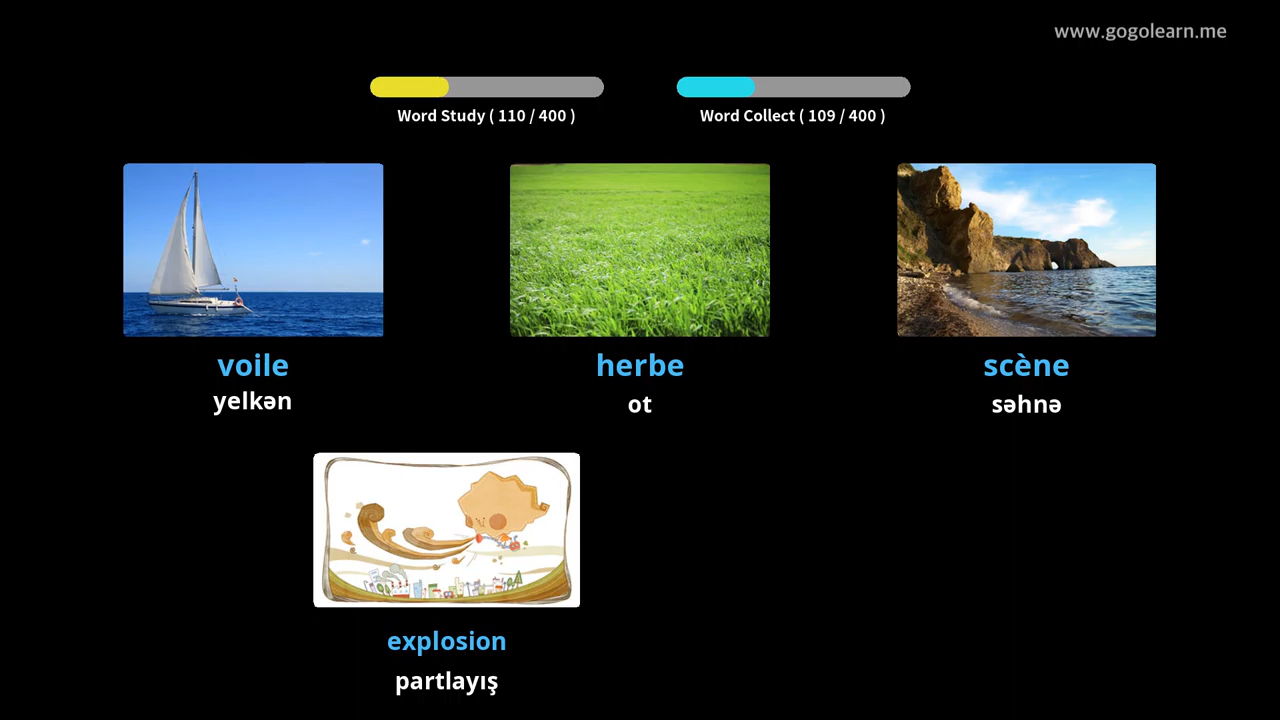 www.gogolearn.me
Word Study ( 110 / 400 )
Word Collect ( 109 / 400 )
voile
yelkən
herbe
ot
scène
səhnə
explosion
partlayış